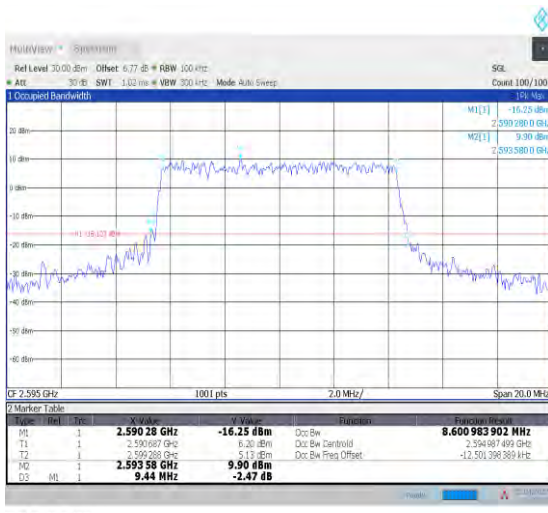 MultiView Spectrum
Ref Level 30.00 dBm Offset 6.77 dB RBW 100 kHz SGL
Att 30 dB SWT 1.02 ms VBW 300 kHz Mode Auto Sweep Count 100/100
1 Occupied Bandwidth 1Pk Max
M1[1] -16.25 dBm
2.590 280 0 GHz
M2[1] 9.90 dBm
2.593 580 0 GHz
20 dBm
10 dBm
0 dBm
-10 dBm
-20 dBm
-30 dBm
-40 dBm
-50 dBm
-60 dBm
CF 2.595 GHz 1001 pts 2.0 MHz/ Span 20.0 MHz
2 Marker Table
Type Ref Trc X-Value Y-Value Function Function Result
M1 1 2.590 28 GHz -16.25 dBm Occ Bw 8.600 983 902 MHz
T1 1 2.590 687 GHz 6.20 dBm Occ Bw Centroid 2.594 987 499 GHz
T2 1 2.599 288 GHz 5.13 dBm Occ Bw Freq Offset -12.501 398 389 kHz
M2 1 2.593 58 GHz 9.90 dBm
D3 M1 1 9.44 MHz -2.47 dB